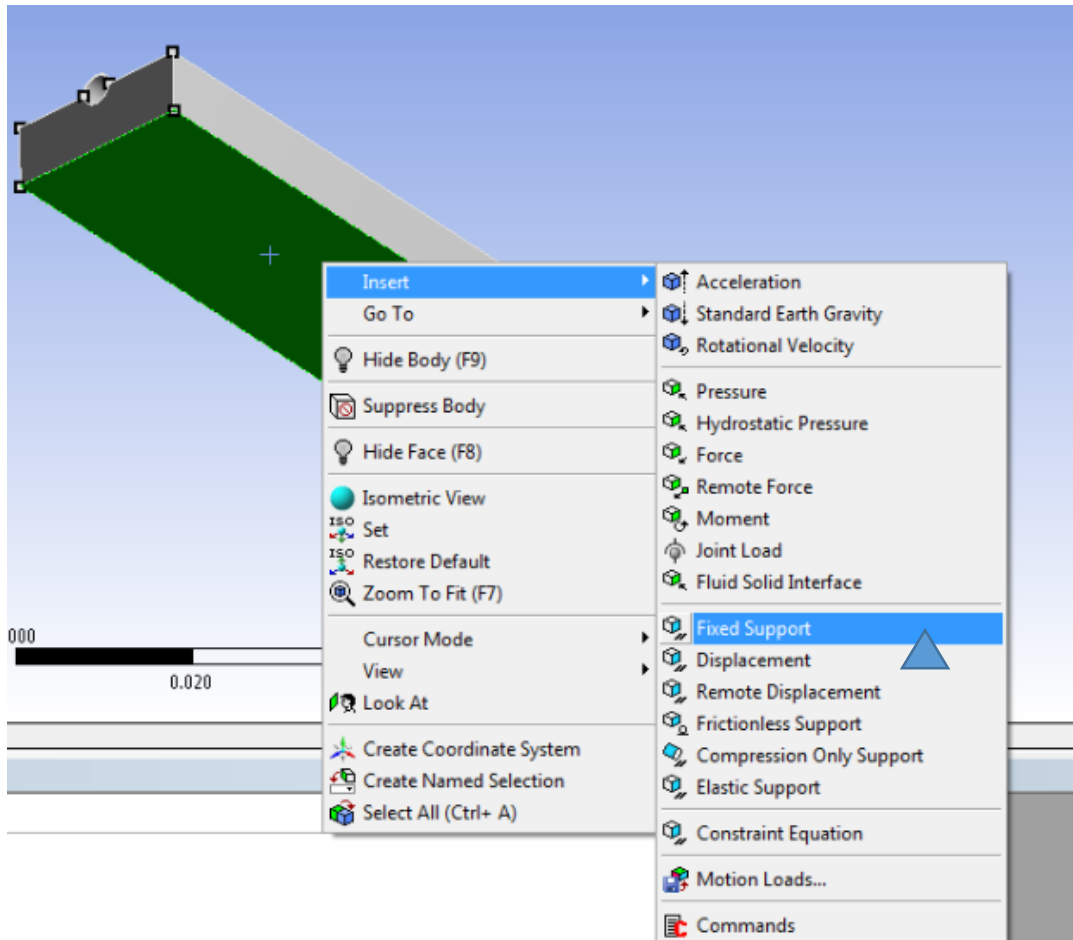 Insert
Go To
Hide Body (F9)
Suppress Body
Hide Face (F8)
Isometric View
ISO
Set
ISO
Restore Default
Zoom To Fit (F7)
Cursor Mode
View
Look At
Create Coordinate System
Create Named Selection
Select All (Ctrl+ A)
Acceleration
Standard Earth Gravity
Rotational Velocity
Pressure
Hydrostatic Pressure
Force
Remote Force
Moment
Joint Load
Fluid Solid Interface
Fixed Support
Displacement
Remote Displacement
Frictionless Support
Compression Only Support
Elastic Support
Constraint Equation
Motion Loads...
Commands
000
0.020